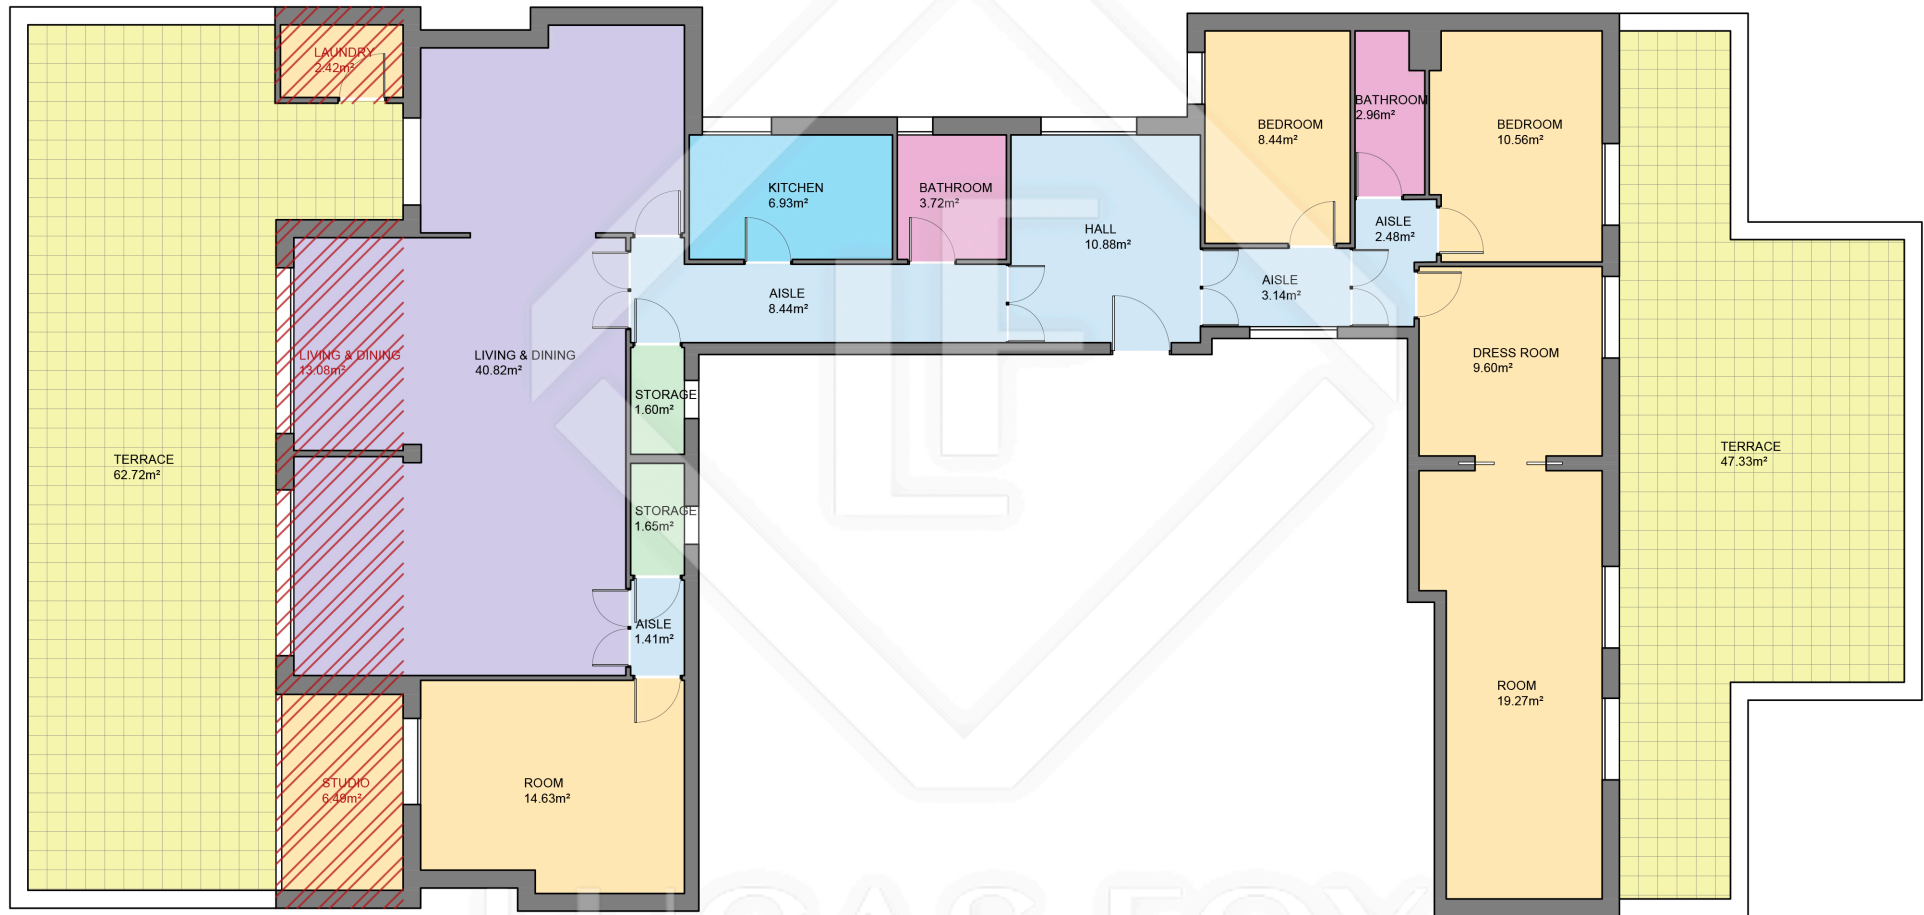 LAUNDRY
2.42m²
BEDROOM
8.44m²
BATHROOM
2.96m²
BEDROOM
10.56m²
KITCHEN
6.93m²
BATHROOM
3.72m²
HALL
10.88m²
AISLE
2.48m²
AISLE
8.44m²
AISLE
3.14m²
LIVING & DINING
13.08m²
LIVING & DINING
40.82m²
DRESS ROOM
9.60m²
STORAGE
1.60m²
TERRACE
62.72m²
TERRACE
47.33m²
STORAGE
1.65m²
AISLE
1.41m²
ROOM
19.27m²
STUDIO
6.49m²
ROOM
14.63m²
LUCAS FOX